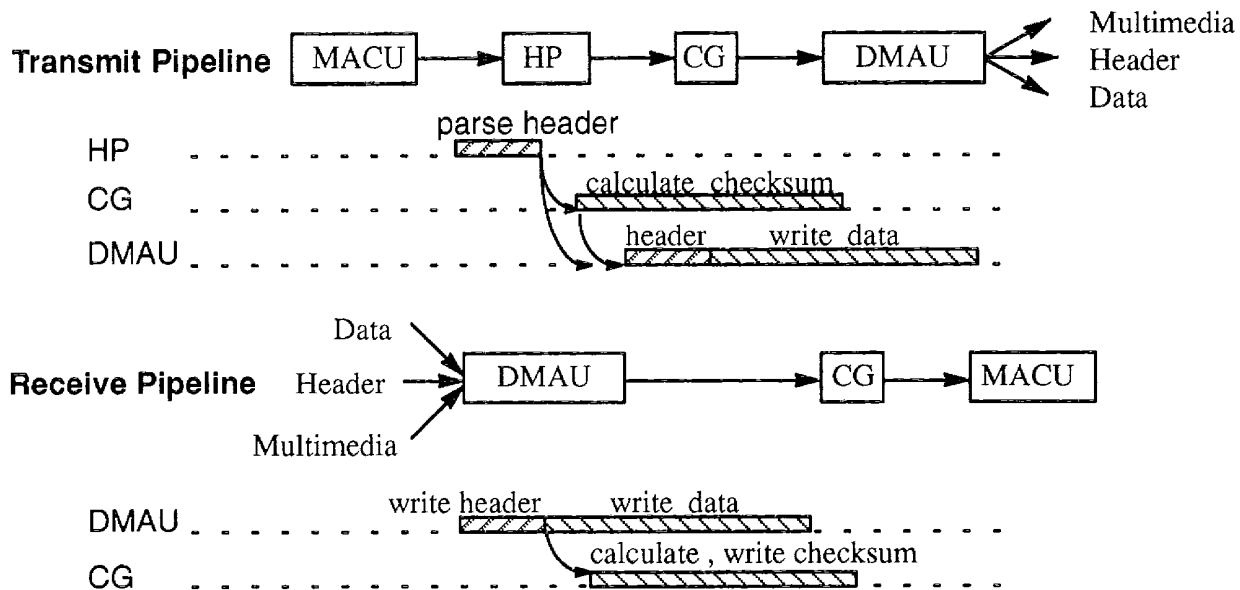 Multimedia
Transmit Pipeline MACU HP CG DMAU Header
Data
parse header
HP
calculate checksum
CG
header write data
DMAU
Data
Receive Pipeline Header DMAU CG MACU
Multimedia
write header write data
DMAU
calculate , write checksum
CG